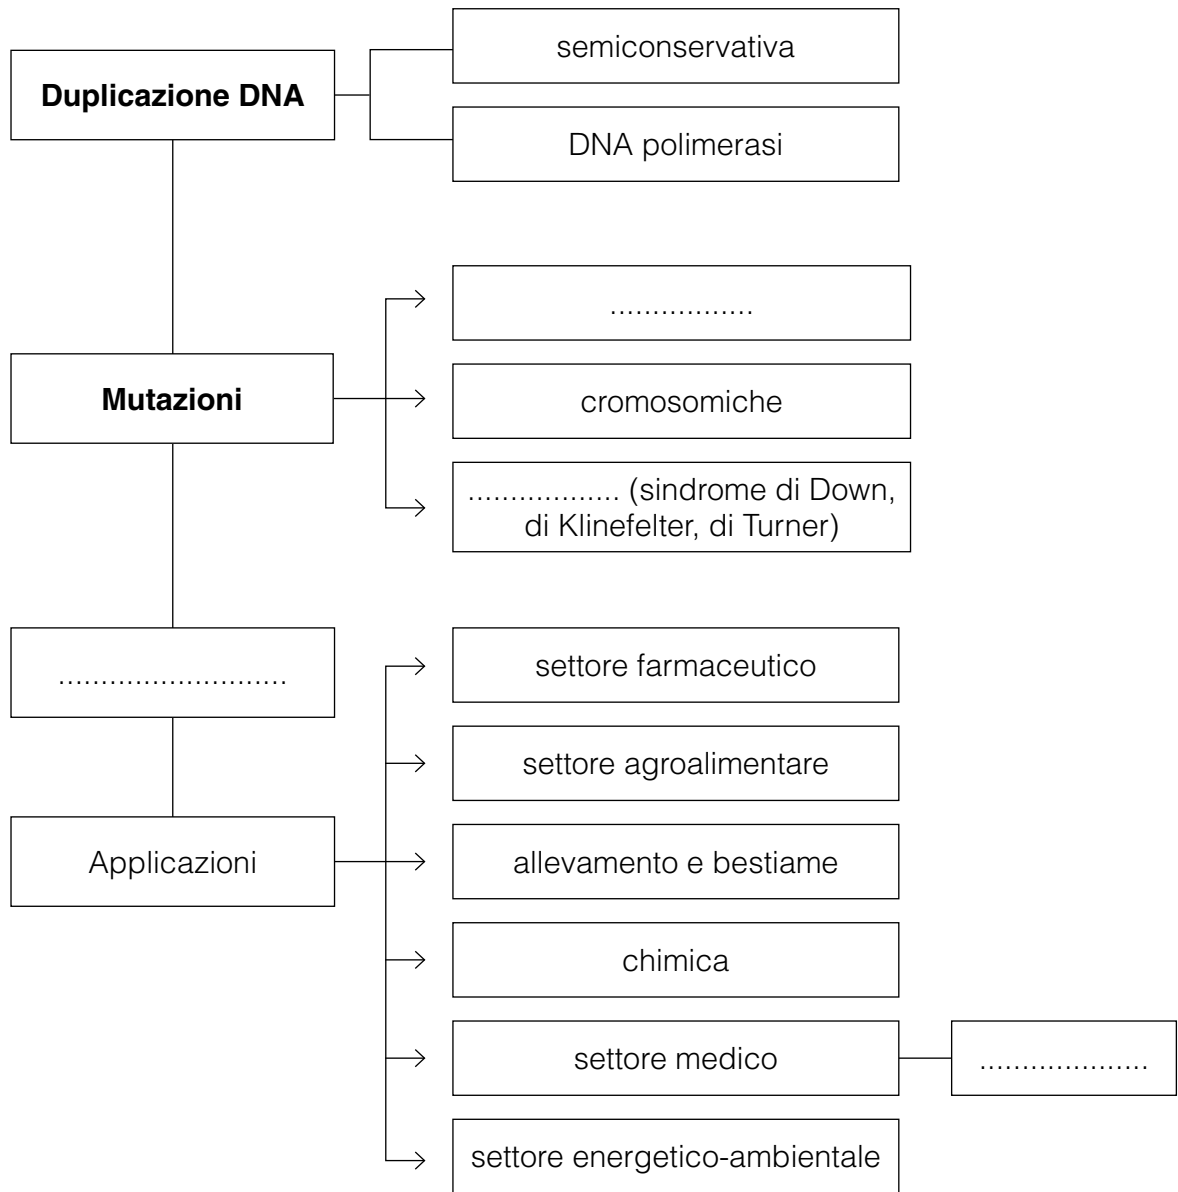 Duplicazione DNA
semiconservativa
DNA polimerasi
Mutazioni
.................
cromosomiche
.................. (sindrome di Down,
di Klinefelter, di Turner)
...........................
Applicazioni
settore farmaceutico
settore agroalimentare
allevamento e bestiame
chimica
settore medico
....................
settore energetico-ambientale